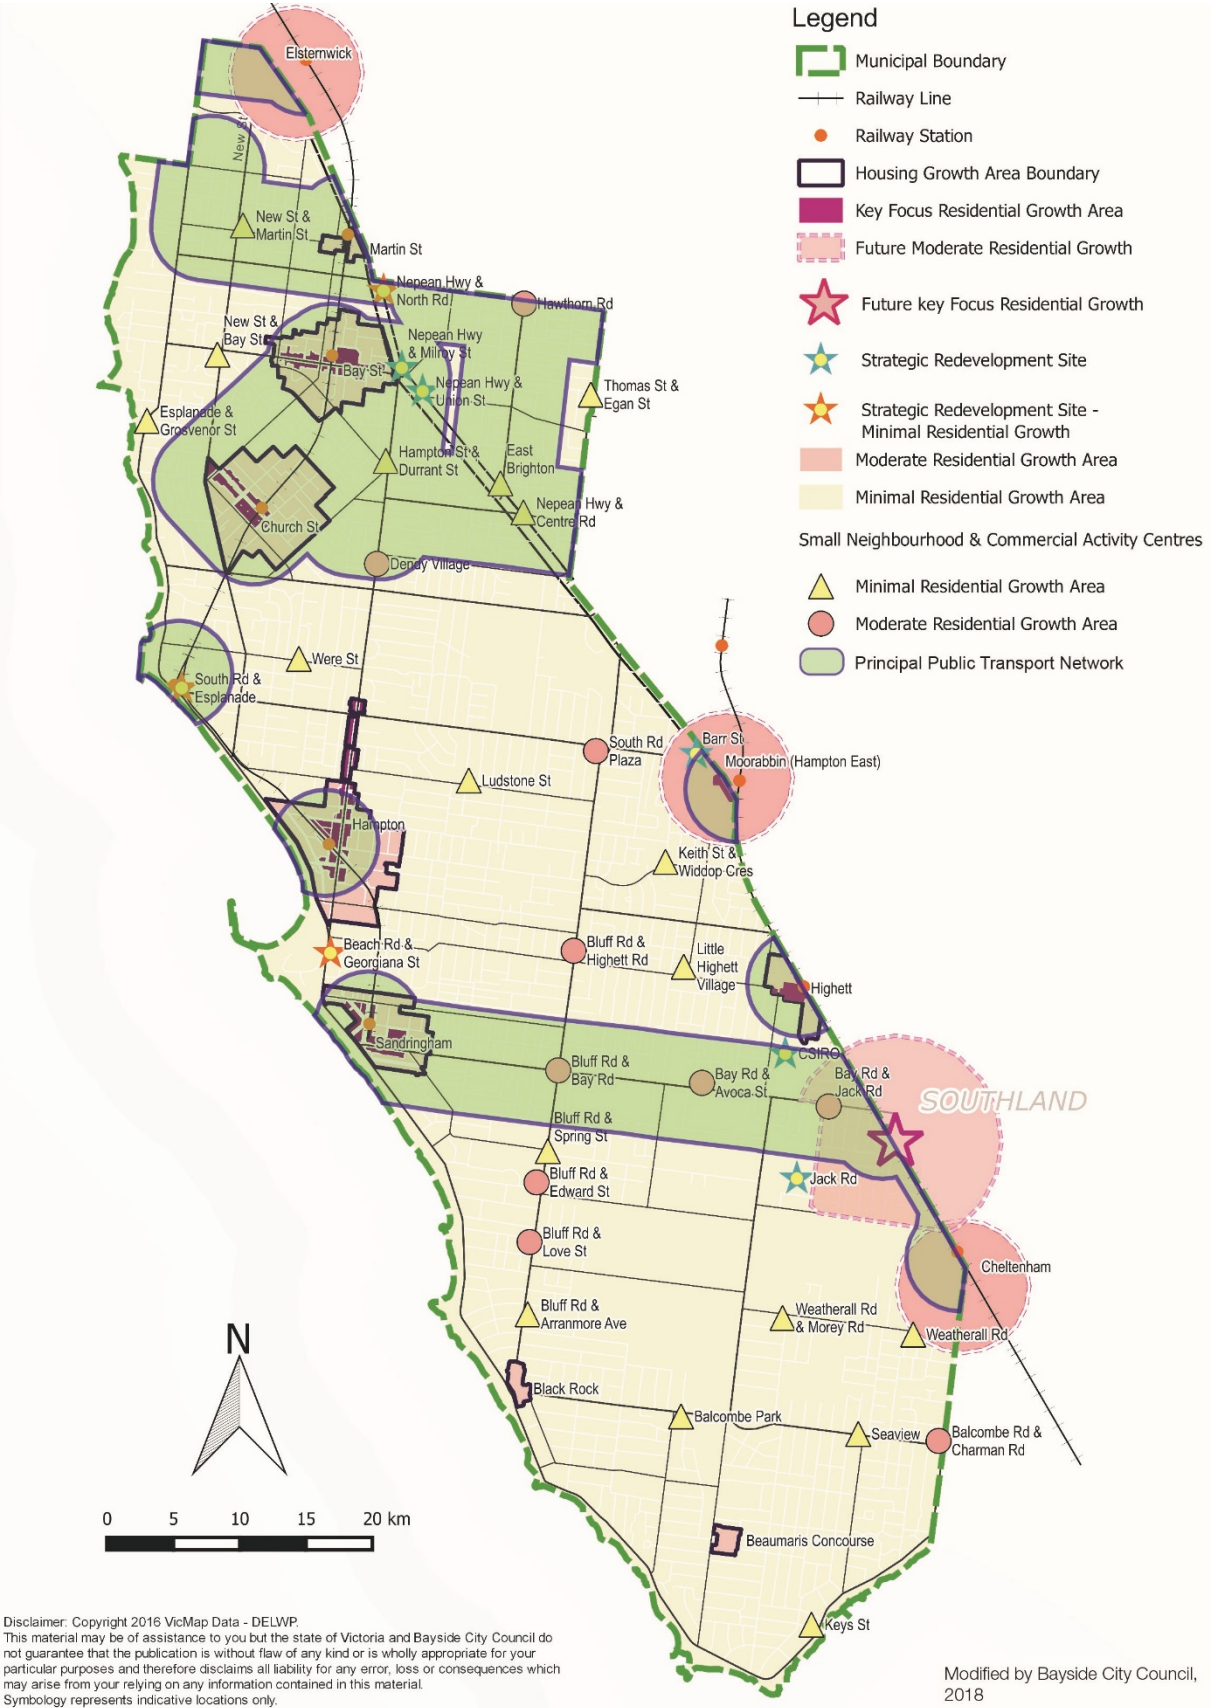 Legend
Municipal Boundary
Railway Line
Railway Station
Housing Growth Area Boundary
Key Focus Residential Growth Area
Future Moderate Residential Growth
Future key Focus Residential Growth
Strategic Redevelopment Site
Strategic Redevelopment Site -
Minimal Residential Growth
Moderate Residential Growth Area
Minimal Residential Growth Area
Small Neighbourhood & Commercial Activity Centres
Minimal Residential Growth Area
Moderate Residential Growth Area
Principal Public Transport Network
Elsternwick
New St
New St &
Martin St
Martin St
Nepean Hwy &
North Rd
Hawthorn Rd
New St &
Bay St
Bay St
Nepean Hwy
& Milroy St
Nepean Hwy &
Union St
Thomas St &
Egan St
Esplanade &
Grosvenor St
Hampton St &
Durrant St
East
Brighton
Nepean Hwy &
Centre Rd
Church St
Dendy Village
Were St
South Rd &
Esplanade
South Rd
Plaza
Barr St
Moorabbin (Hampton East)
Ludstone St
Hampton
Keith St &
Widdop Cres
Beach Rd &
Georgiana St
Bluff Rd &
Highett Rd
Little
Highett
Village
Highett
Sandringham
CSIRO
Bluff Rd &
Bay Rd
Bay Rd &
Avoca St
Bay Rd &
Jack Rd
SOUTHLAND
Bluff Rd &
Spring St
Bluff Rd &
Edward St
Jack Rd
Bluff Rd &
Love St
Cheltenham
Bluff Rd &
Arranmore Ave
Weatherall Rd
& Morey Rd
Weatherall Rd
Black Rock
Balcombe Park
Seaview
Balcombe Rd &
Charman Rd
Beaumaris Concourse
Keys St
N
0 5 10 15 20 km
Disclaimer: Copyright 2016 VicMap Data - DELWP.
This material may be of assistance to you but the state of Victoria and Bayside City Council do
not guarantee that the publication is without flaw of any kind or is wholly appropriate for your
particular purposes and therefore disclaims all liability for any error, loss or consequences which
may arise from your relying on any information contained in this material.
Symbology represents indicative locations only.
Modified by Bayside City Council,
2018